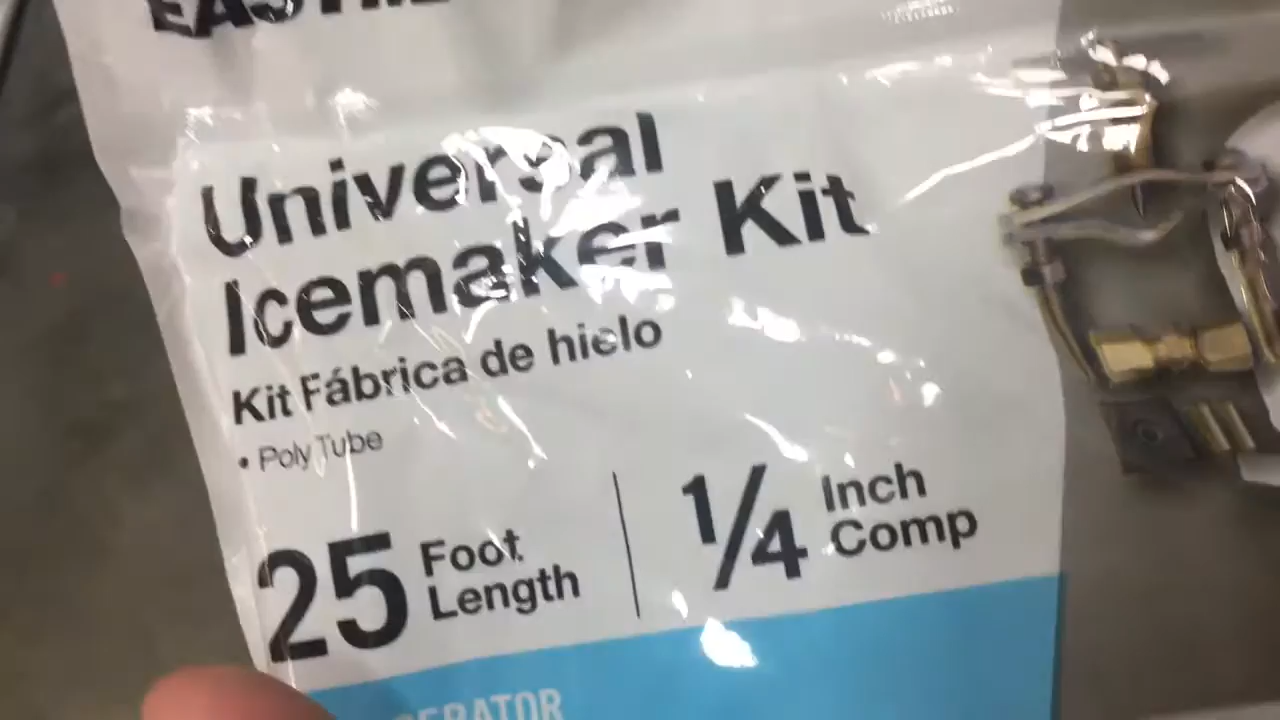 Universal
Icemaker Kit
Kit Fábrica de hielo
• Poly Tube
25 Foot Length
1/4 Inch Comp